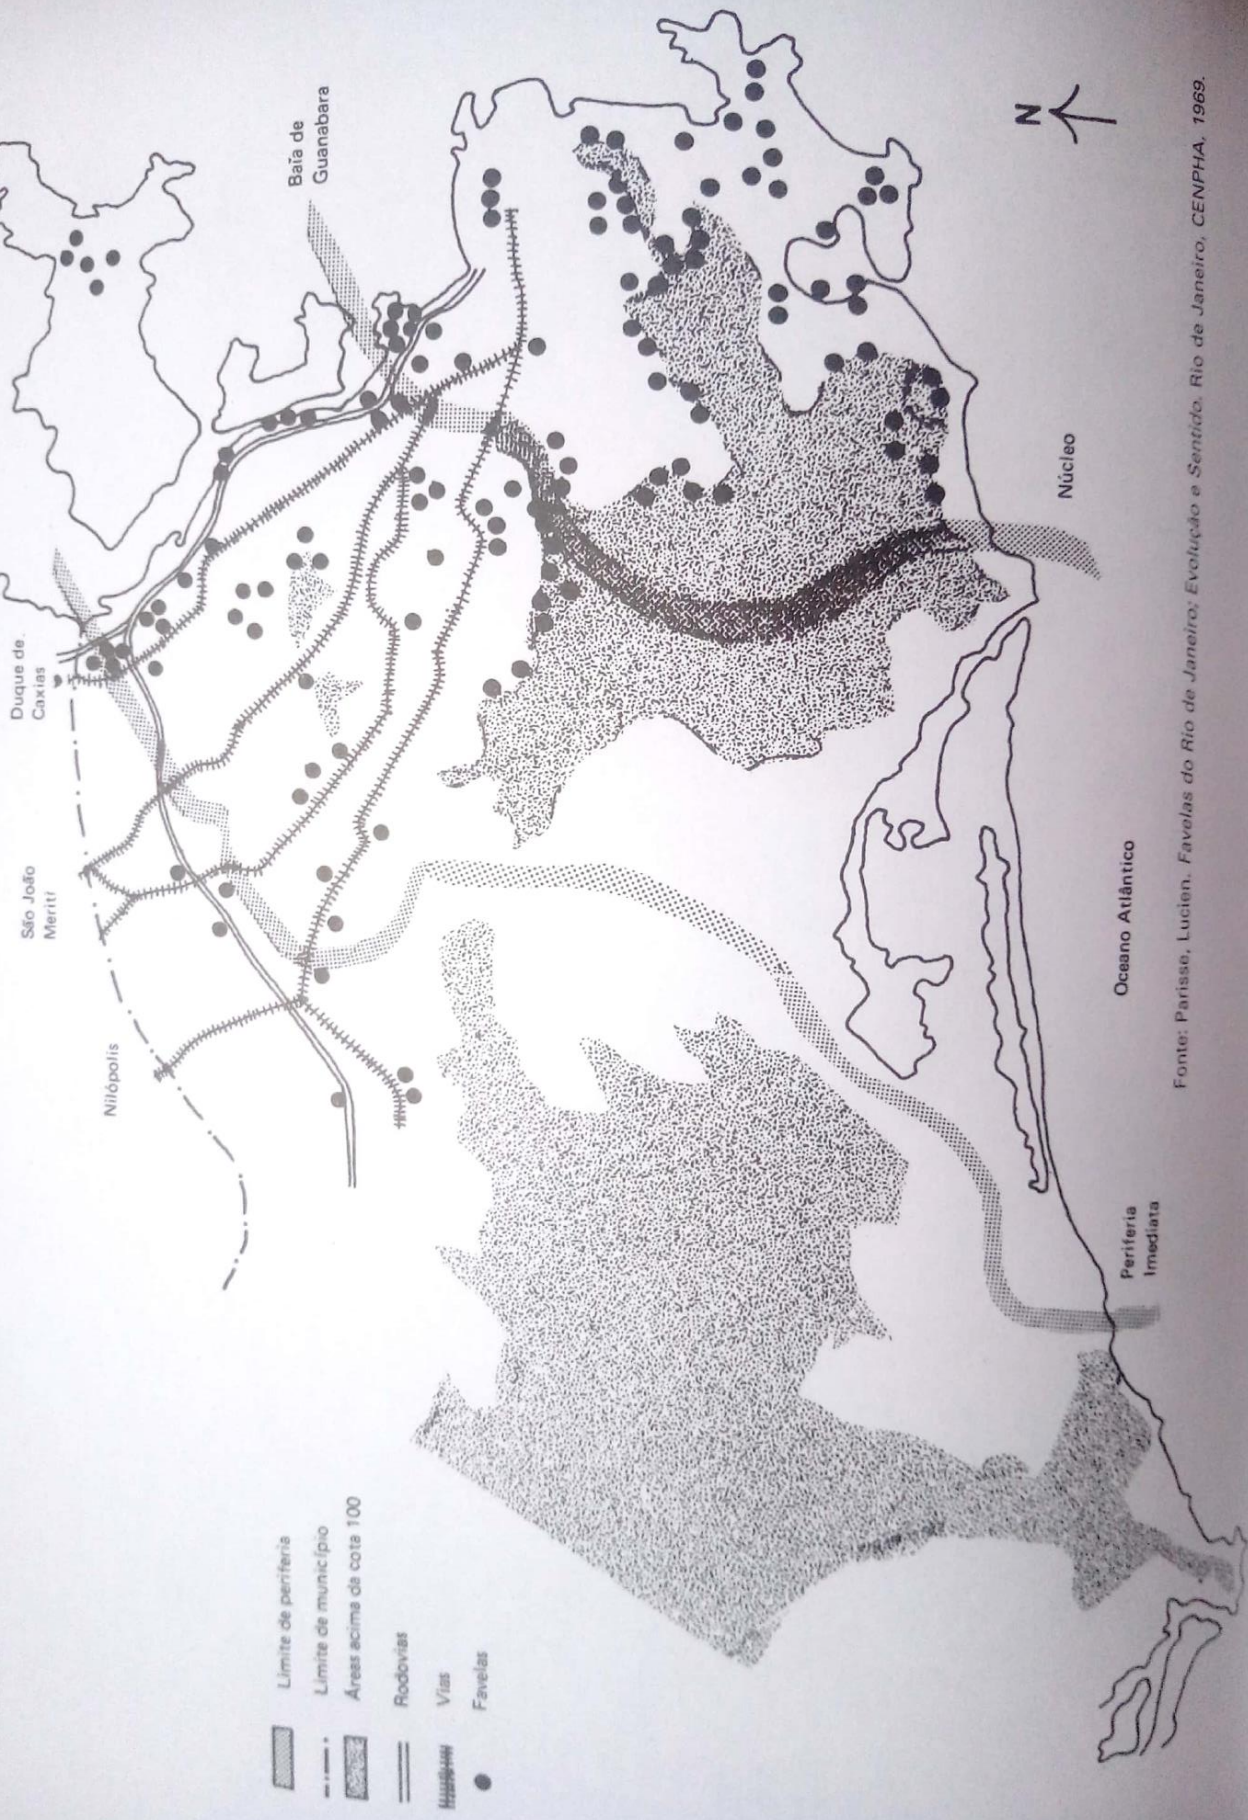 Duque de
Caxias
São João
Meriti
Nilópolis
Baía de
Guanabara
N
Núcleo
Oceano Atlântico
Periferia
Imediata
Limite de periferia
Limite de município
Áreas acima da cota 100
Rodovias
Vias
Favelas
Fonte: Parisse, Lucien. Favelas do Rio de Janeiro; Evolução e Sentido. Rio de Janeiro, CENPHA, 1969.